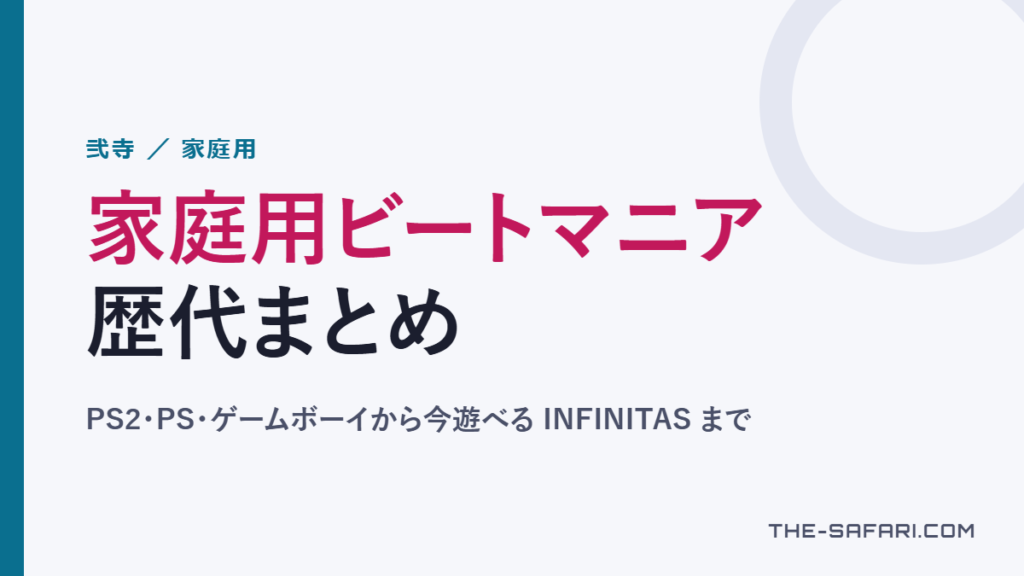 弐寺 ／ 家庭用
家庭用ビートマニア
歴代まとめ
PS2・PS・ゲームボーイから今遊べる INFINITAS まで
THE-SAFARI.COM